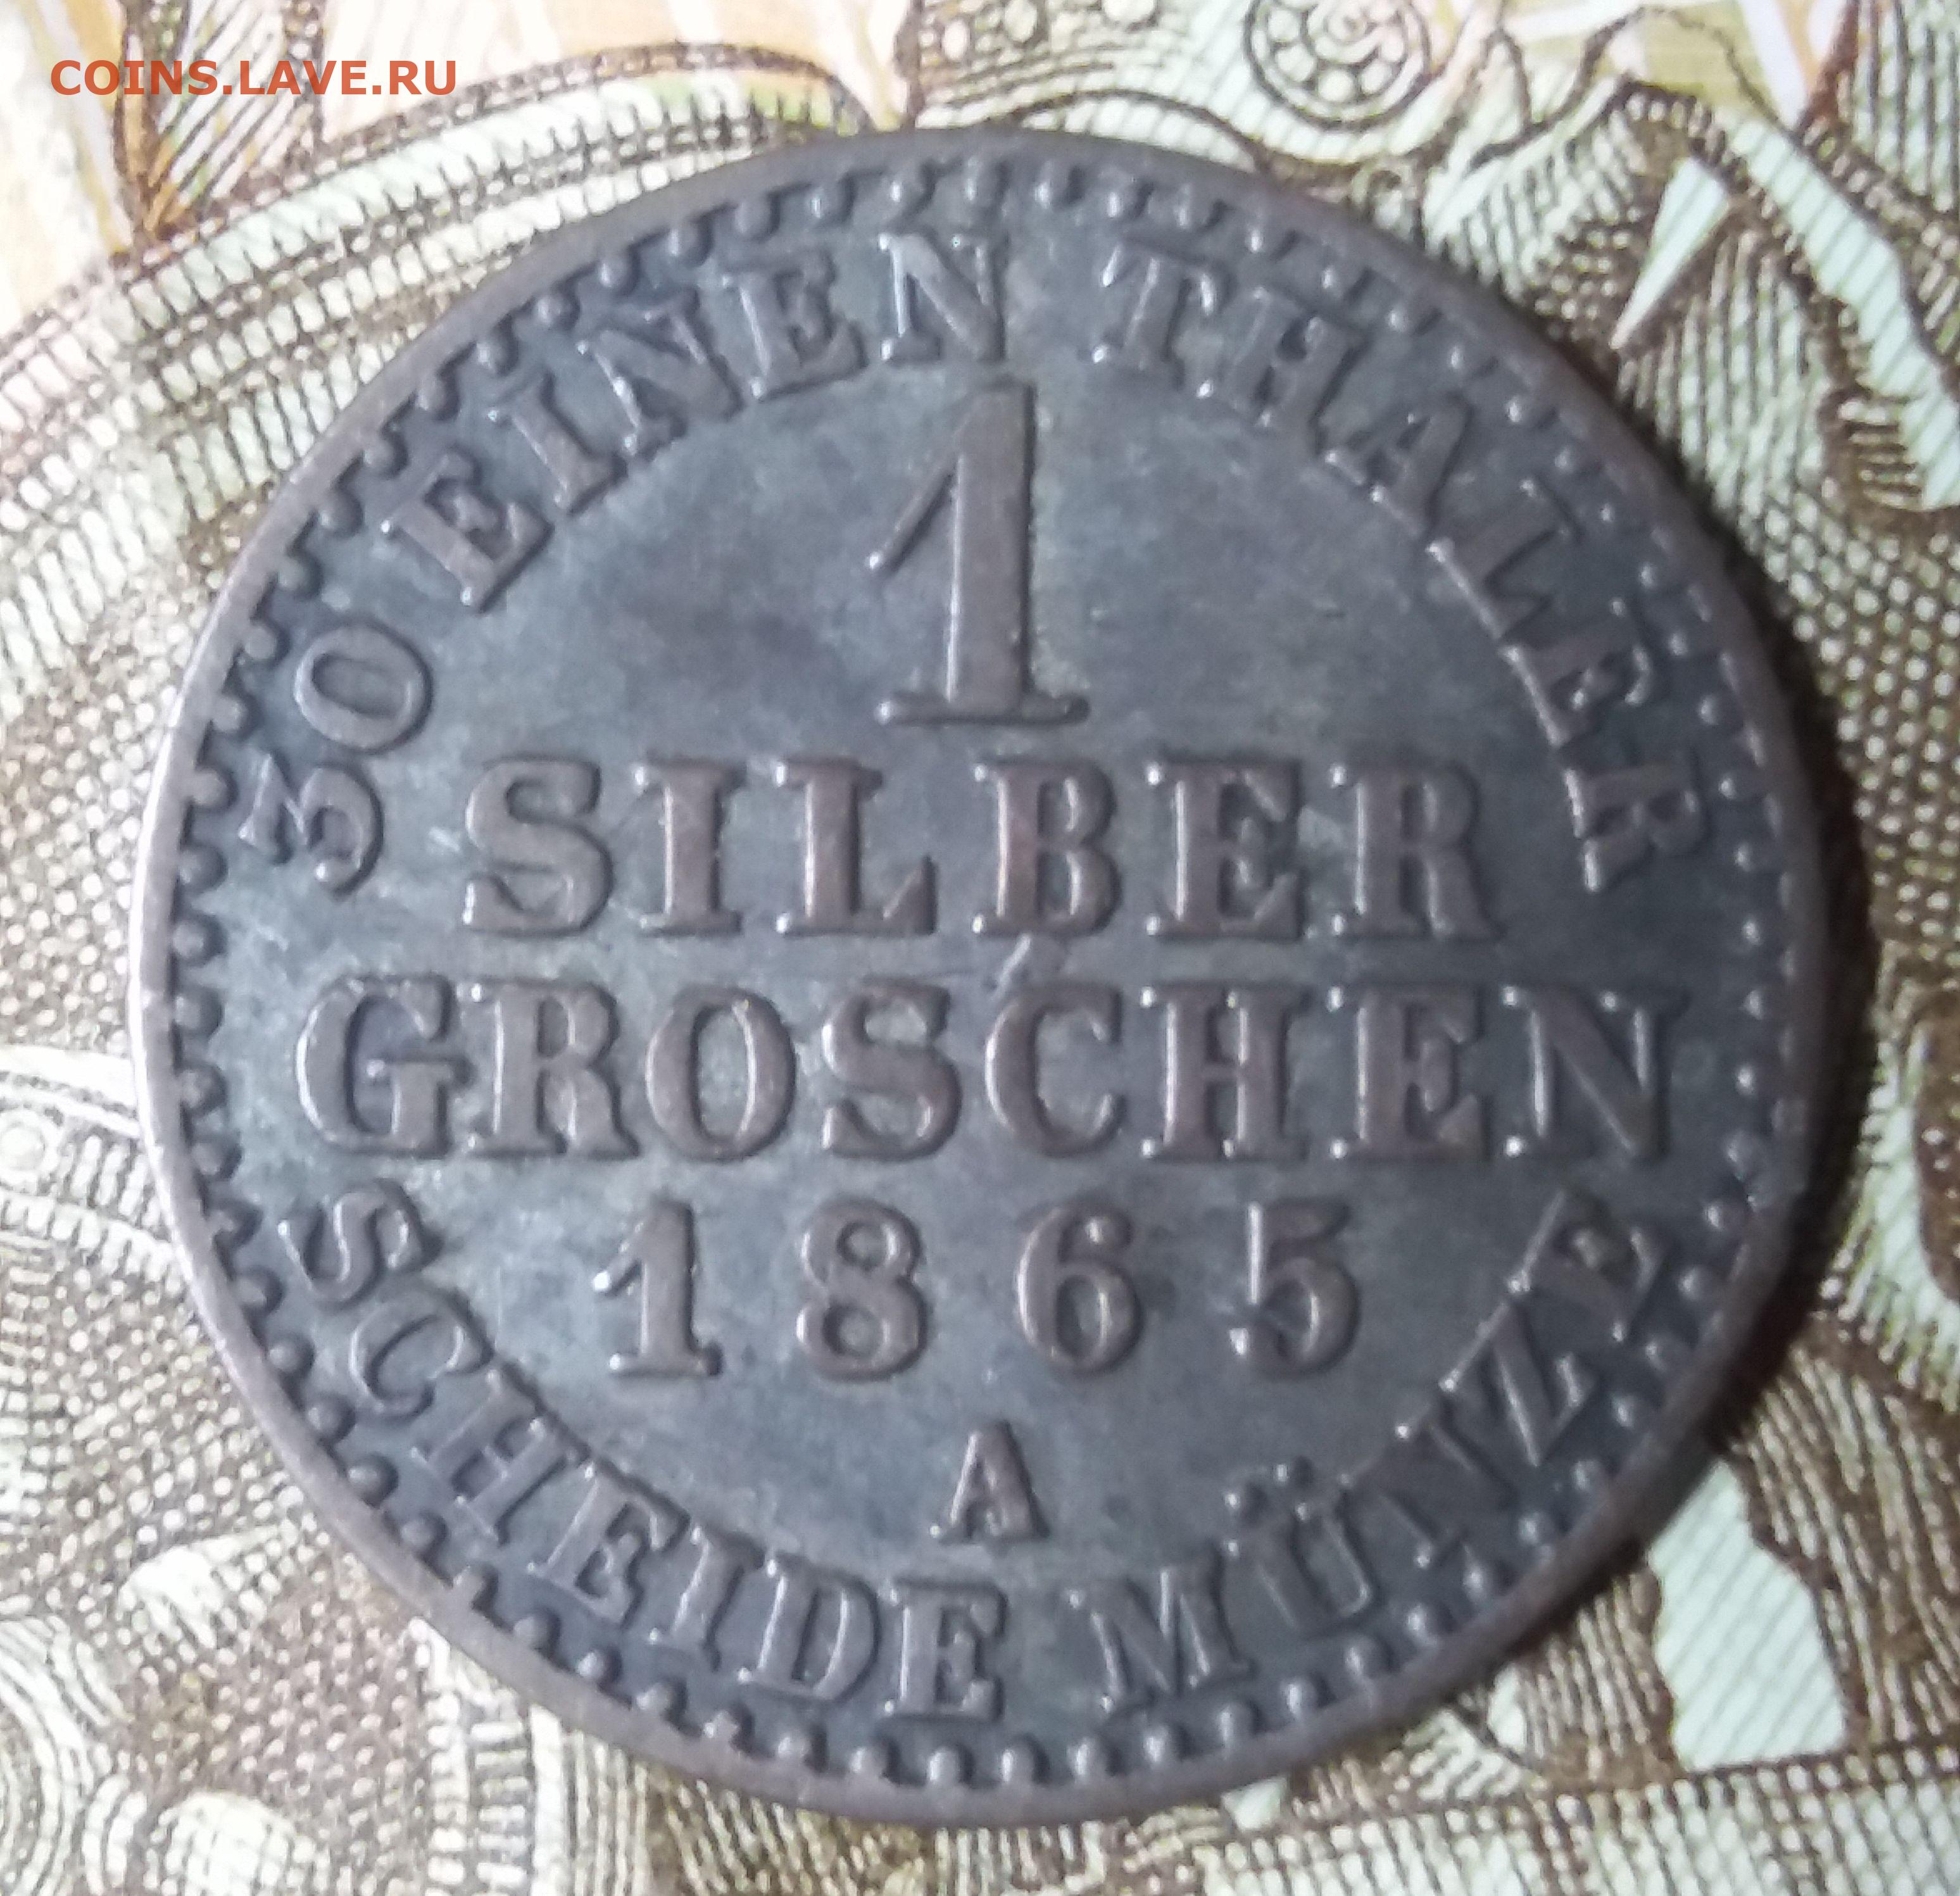 COINS.LAVE.RU
30 EINEN THALER
1
SILBER
GROSCHEN
1865
A
SCHEIDE MÜNZE